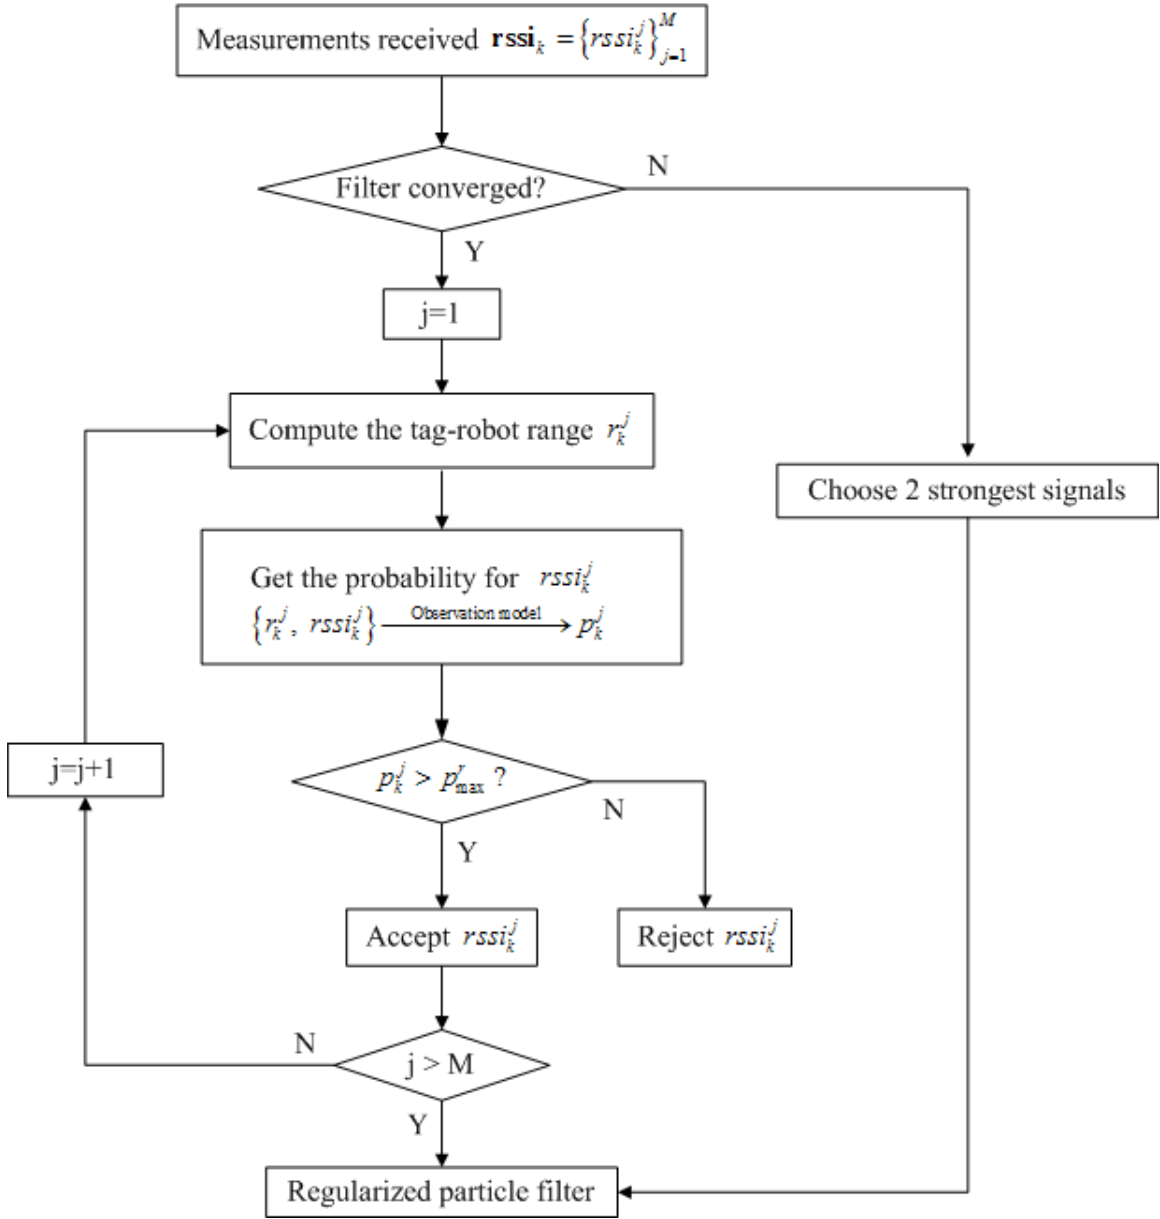 Measurements received rssi_k = {rssi_k^j}_{j=1}^M
Filter converged?
N
Y
j=1
Compute the tag-robot range r_k^j
Choose 2 strongest signals
Get the probability for rssi_k^j
{r_k^j, rssi_k^j} Observation model → p_k^j
j=j+1
p_k^j > p_max^r ?
N
Y
Accept rssi_k^j
Reject rssi_k^j
N
j > M
Y
Regularized particle filter